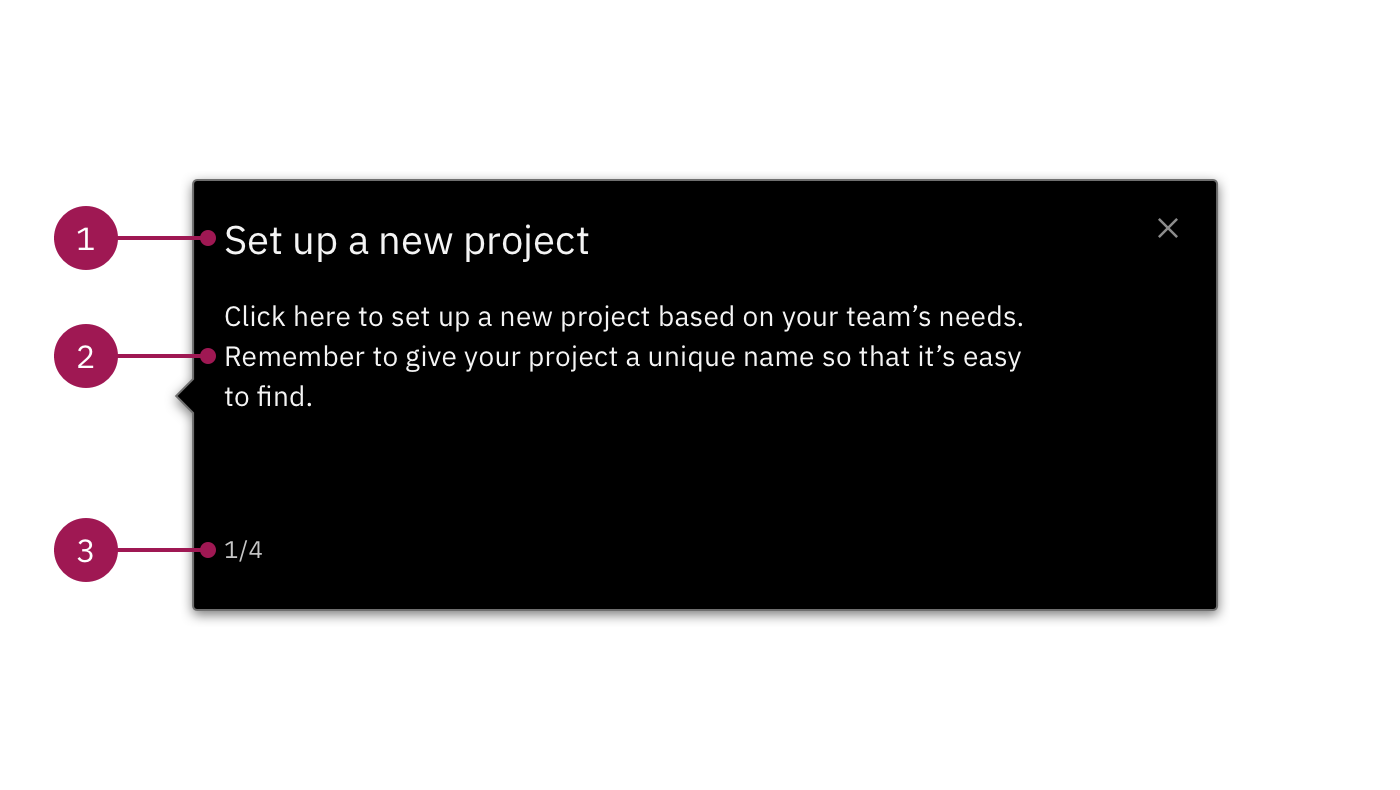 1
Set up a new project
Click here to set up a new project based on your team’s needs.
2
Remember to give your project a unique name so that it’s easy
to find.
3
1/4